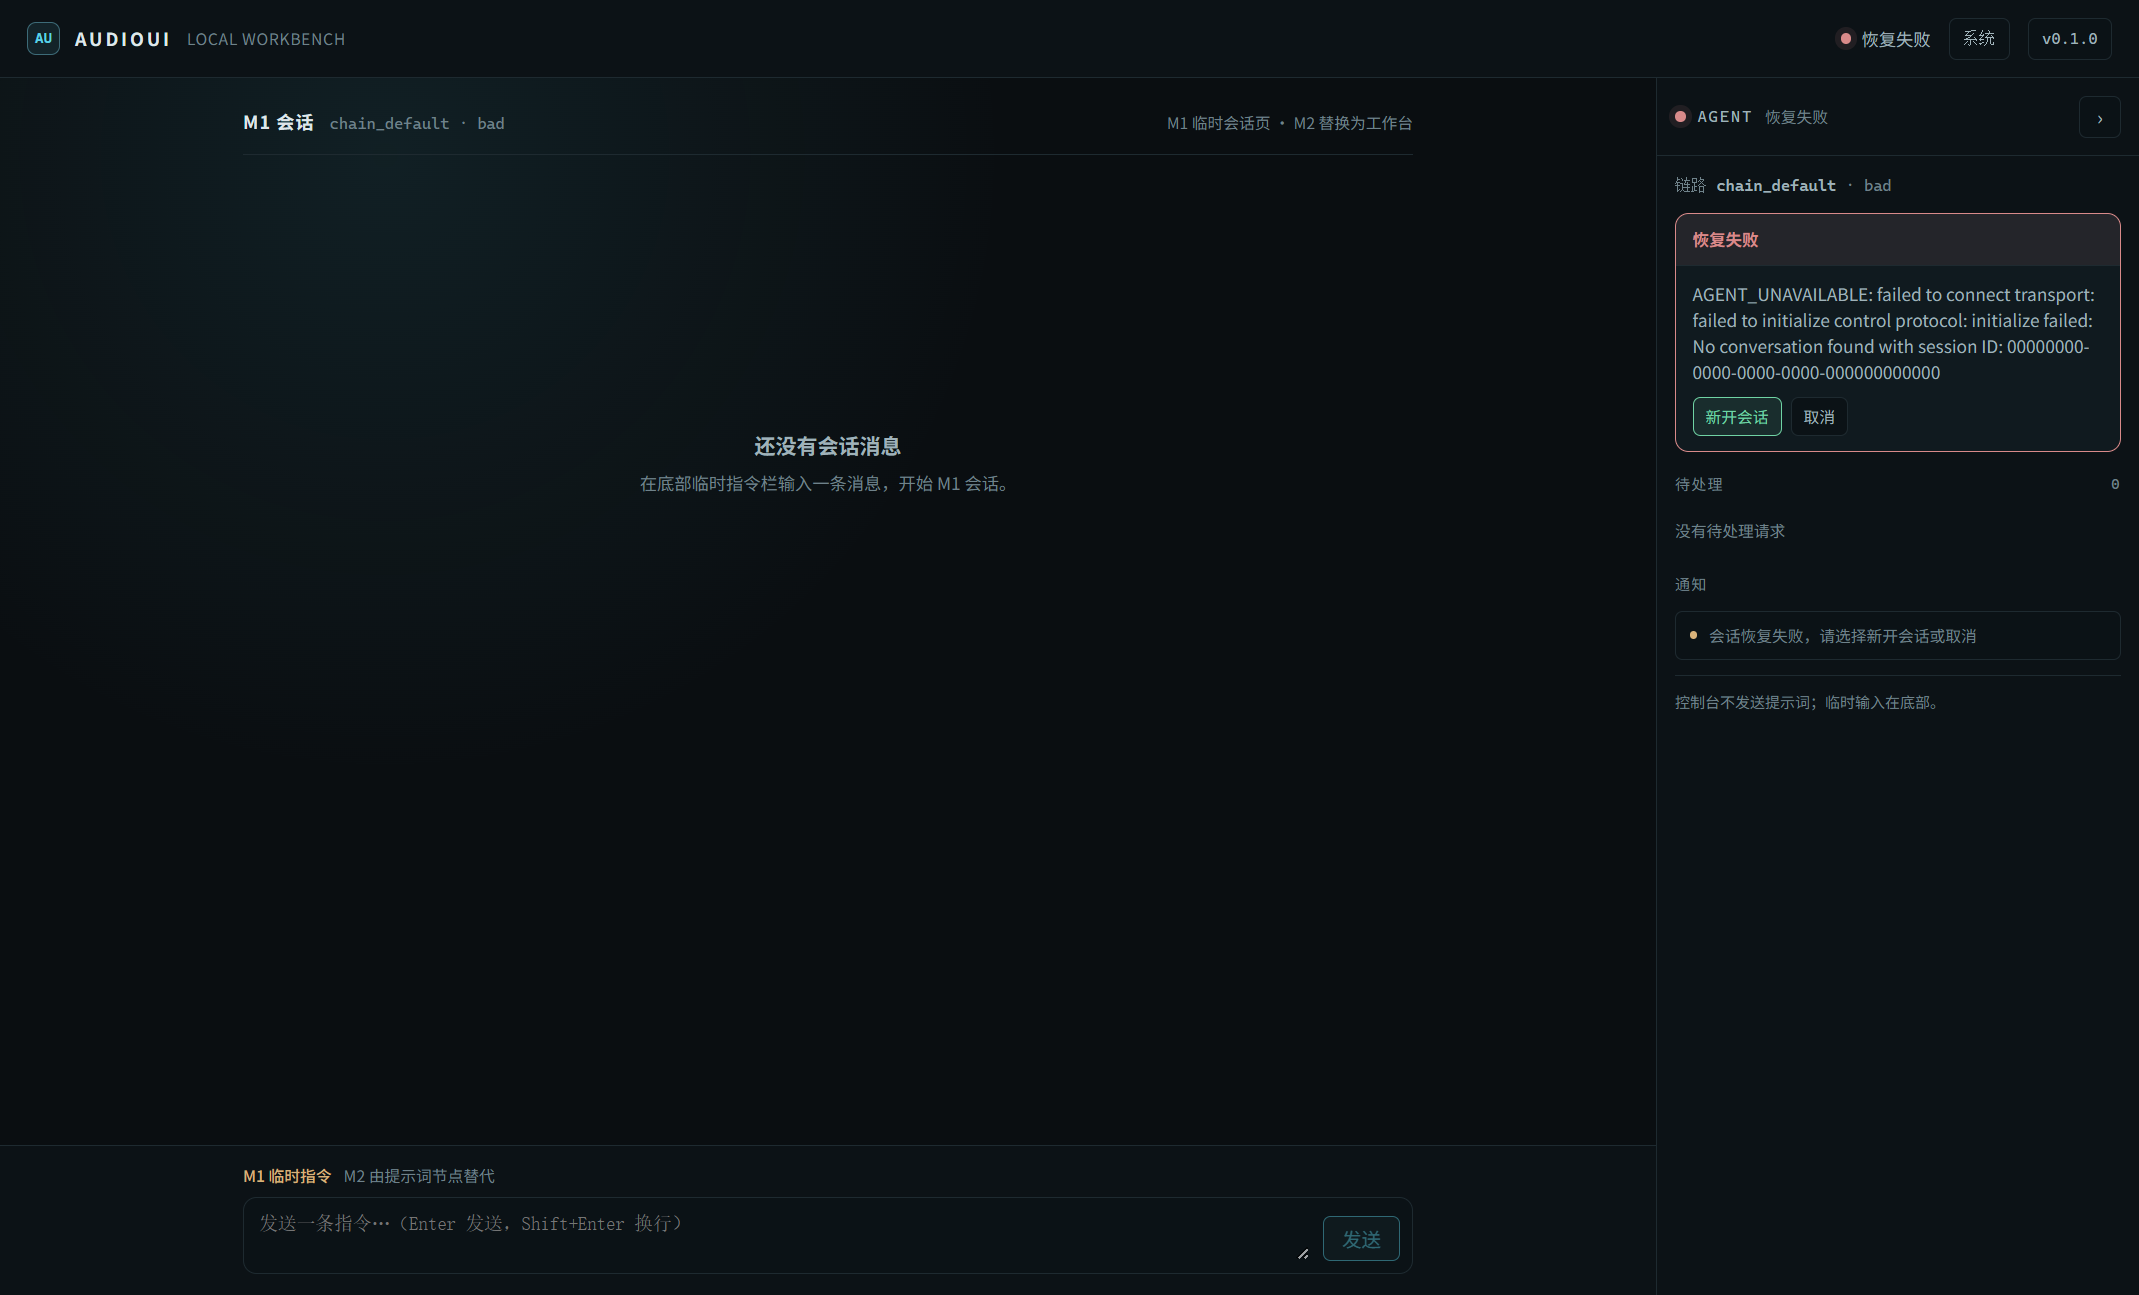 AU AUDIOUI LOCAL WORKBENCH
恢复失败 系统 v0.1.0
M1 会话 chain_default · bad
M1 临时会话页 · M2 替换为工作台
还没有会话消息
在底部临时指令栏输入一条消息，开始 M1 会话。
M1 临时指令 M2 由提示词节点替代
发送一条指令…（Enter 发送，Shift+Enter 换行）
发送
AGENT 恢复失败 ›
链路 chain_default · bad
恢复失败
AGENT_UNAVAILABLE: failed to connect transport:
failed to initialize control protocol: initialize failed:
No conversation found with session ID: 00000000-
0000-0000-0000-000000000000
新开会话 取消
待处理 0
没有待处理请求
通知
会话恢复失败，请选择新开会话或取消
控制台不发送提示词；临时输入在底部。